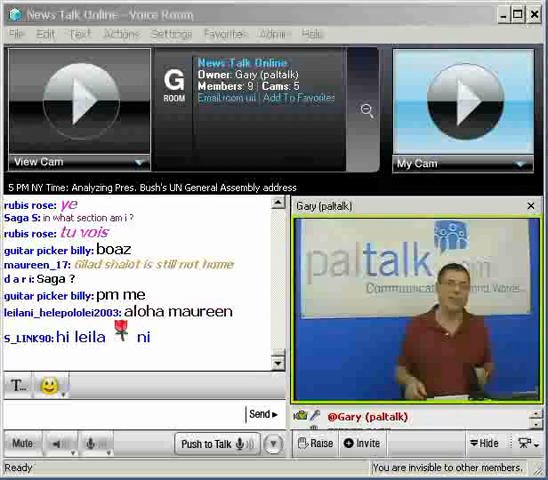 News Talk Online - Voice Room
File Edit Text Actions Settings Favorites Admin Help
View Cam
G
ROOM
News Talk Online
Owner: Gary (paltalk)
Members: 9 | Cams: 5
Email room url | Add To Favorites
My Cam
5 PM NY Time: Analyzing Pres. Bush's UN General Assembly address
rubis rose: ye
Saga S: in what section am i ?
rubis rose: tu vois
guitar picker billy: boaz
maureen_17: Gilad shalot is still not home
d a r i: Saga ?
guitar picker billy: pm me
leilani_helepololei2003: aloha maureen
S_LINK90: hi leila ni
Gary (paltalk)
paltalk.com
T...
Send
@Gary (paltalk)
Mute
Push to Talk
Raise
Invite
Hide
Ready
You are invisible to other members.